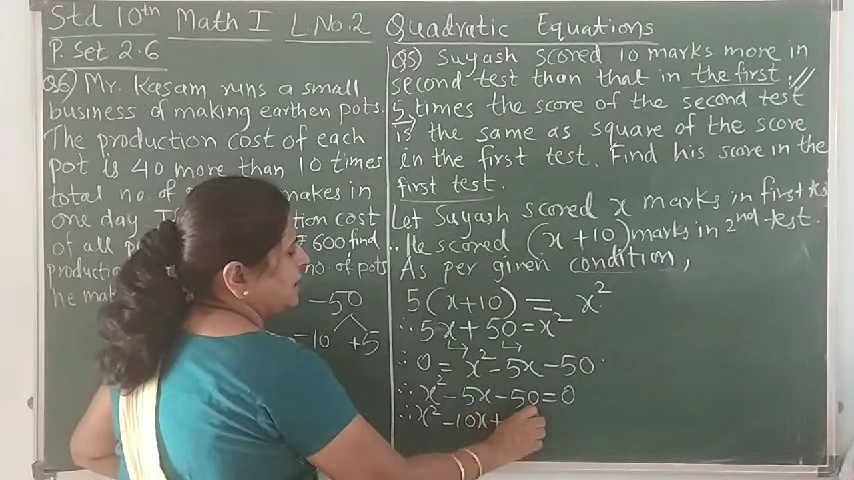 Std 10th Math I L No.2 Quadratic Equations
P. Set 2.6
Q6) Mr. Kasam runs a small
business of making earthen pots.
The production cost of each
pot is 40 more than 10 times
total no. of makes in
one day. cost
of all 600 find
production no. of pots
he
-50
-10 +5
Q5) Suyash scored 10 marks more in
second test than that in the first.
5 times the score of the second test
is the same as square of the score
in the first test. Find his score in the
first test.
Let Suyash scored x marks in first
∴ He scored (x+10) marks in 2nd test.
As per given condition,
5(x+10) = x²
∴ 5x + 50 = x²
∴ 0 = x² - 5x - 50
∴ x² - 5x - 50 = 0
∴ x² - 10x +